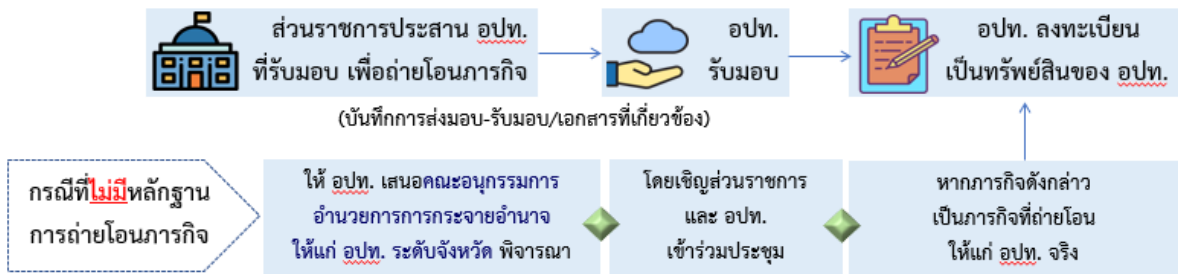 ส่วนราชการประสาน อปท.
ที่รับมอบ เพื่อถ่ายโอนภารกิจ
อปท.
รับมอบ
อปท. ลงทะเบียน
เป็นทรัพย์สินของ อปท.
(บันทึกการส่งมอบ-รับมอบ/เอกสารที่เกี่ยวข้อง)
กรณีที่ไม่มีหลักฐาน
การถ่ายโอนภารกิจ
ให้ อปท. เสนอคณะอนุกรรมการ
อำนวยการการกระจายอำนาจ
ให้แก่ อปท. ระดับจังหวัด พิจารณา
โดยเชิญส่วนราชการ
และ อปท.
เข้าร่วมประชุม
หากภารกิจดังกล่าว
เป็นภารกิจที่ถ่ายโอน
ให้แก่ อปท. จริง